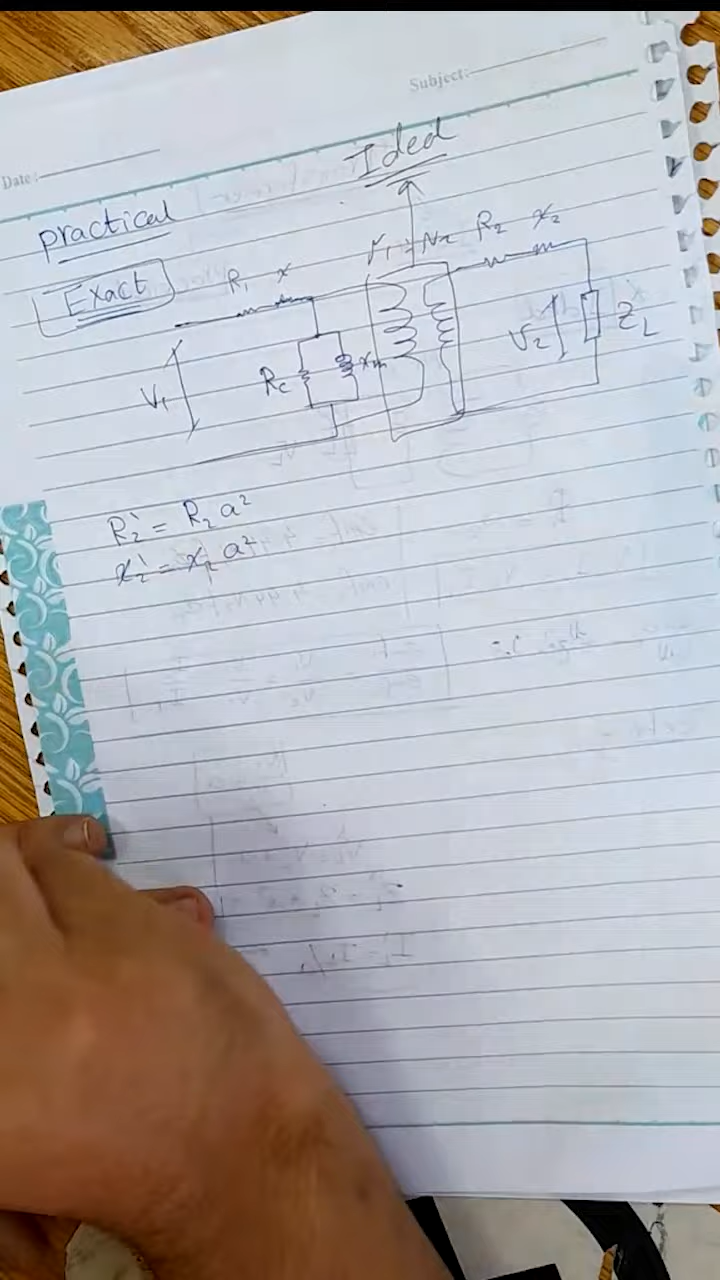 Subject:
Date:
Ideal
practical
Exact
R₁ x N₁ : N₂ R₂ x₂
V₁ Rc xm V₂ ZL
R₂` = R₂ a²
x₂` = x₂ a²